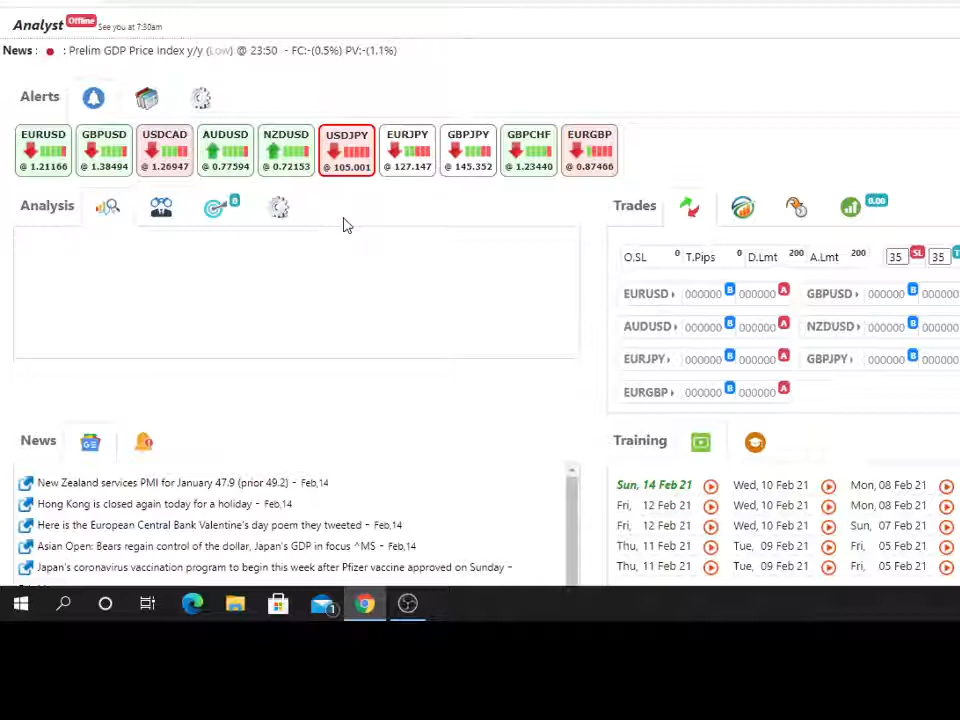 Analyst Offline See you at 7:30am
News : : Prelim GDP Price Index y/y (Low) @ 23:50 - FC:-(0.5%) PV:-(1.1%)
Alerts
EURUSD GBPUSD USDCAD AUDUSD NZDUSD USDJPY EURJPY GBPJPY GBPCHF EURGBP
@ 1.21166 @ 1.38494 @ 1.26947 @ 0.77594 @ 0.72153 @ 105.001 @ 127.147 @ 145.352 @ 1.23440 @ 0.87466
Analysis 0
Trades 0.00
O.SL 0 T.Pips 0 D.Lmt 200 A.Lmt 200 35 SL 35 T
EURUSD 000000 B 000000 A GBPUSD 000000 B 000000
AUDUSD 000000 B 000000 A NZDUSD 000000 B 000000
EURJPY 000000 B 000000 A GBPJPY 000000 B 000000
EURGBP 000000 B 000000 A
News GE
New Zealand services PMI for January 47.9 (prior 49.2) - Feb,14
Hong Kong is closed again today for a holiday - Feb,14
Here is the European Central Bank Valentine's day poem they tweeted - Feb,14
Asian Open: Bears regain control of the dollar, Japan's GDP in focus ^MS - Feb,14
Japan's coronavirus vaccination program to begin this week after Pfizer vaccine approved on Sunday -
Training
Sun, 14 Feb 21 Wed, 10 Feb 21 Mon, 08 Feb 21
Fri, 12 Feb 21 Wed, 10 Feb 21 Mon, 08 Feb 21
Fri, 12 Feb 21 Wed, 10 Feb 21 Sun, 07 Feb 21
Thu, 11 Feb 21 Tue, 09 Feb 21 Fri, 05 Feb 21
Thu, 11 Feb 21 Tue, 09 Feb 21 Fri, 05 Feb 21
1